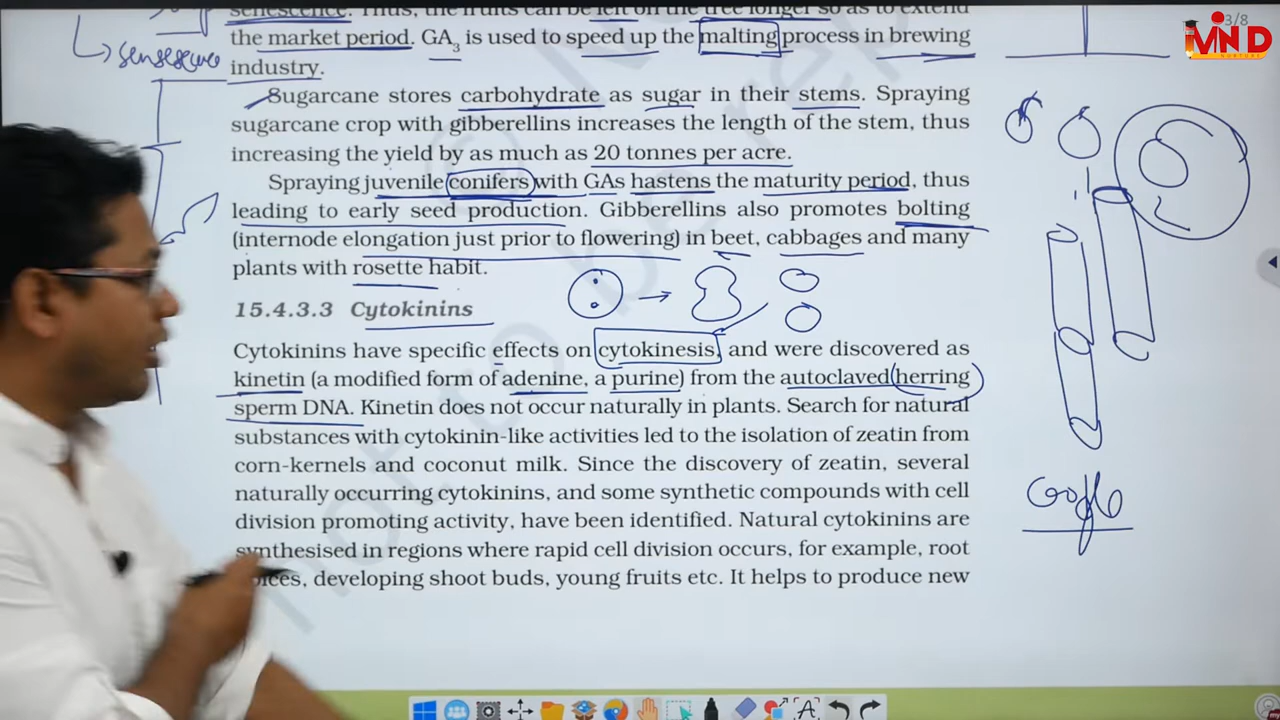 senescence. Thus, the fruits can be left on the tree longer so as to extend
the market period. GA3 is used to speed up the malting process in brewing
industry.
Sugarcane stores carbohydrate as sugar in their stems. Spraying
sugarcane crop with gibberellins increases the length of the stem, thus
increasing the yield by as much as 20 tonnes per acre.
Spraying juvenile conifers with GAs hastens the maturity period, thus
leading to early seed production. Gibberellins also promotes bolting
(internode elongation just prior to flowering) in beet, cabbages and many
plants with rosette habit.
15.4.3.3 Cytokinins
Cytokinins have specific effects on cytokinesis, and were discovered as
kinetin (a modified form of adenine, a purine) from the autoclaved herring
sperm DNA. Kinetin does not occur naturally in plants. Search for natural
substances with cytokinin-like activities led to the isolation of zeatin from
corn-kernels and coconut milk. Since the discovery of zeatin, several
naturally occurring cytokinins, and some synthetic compounds with cell
division promoting activity, have been identified. Natural cytokinins are
synthesised in regions where rapid cell division occurs, for example, root
apices, developing shoot buds, young fruits etc. It helps to produce new
3/8
MIND